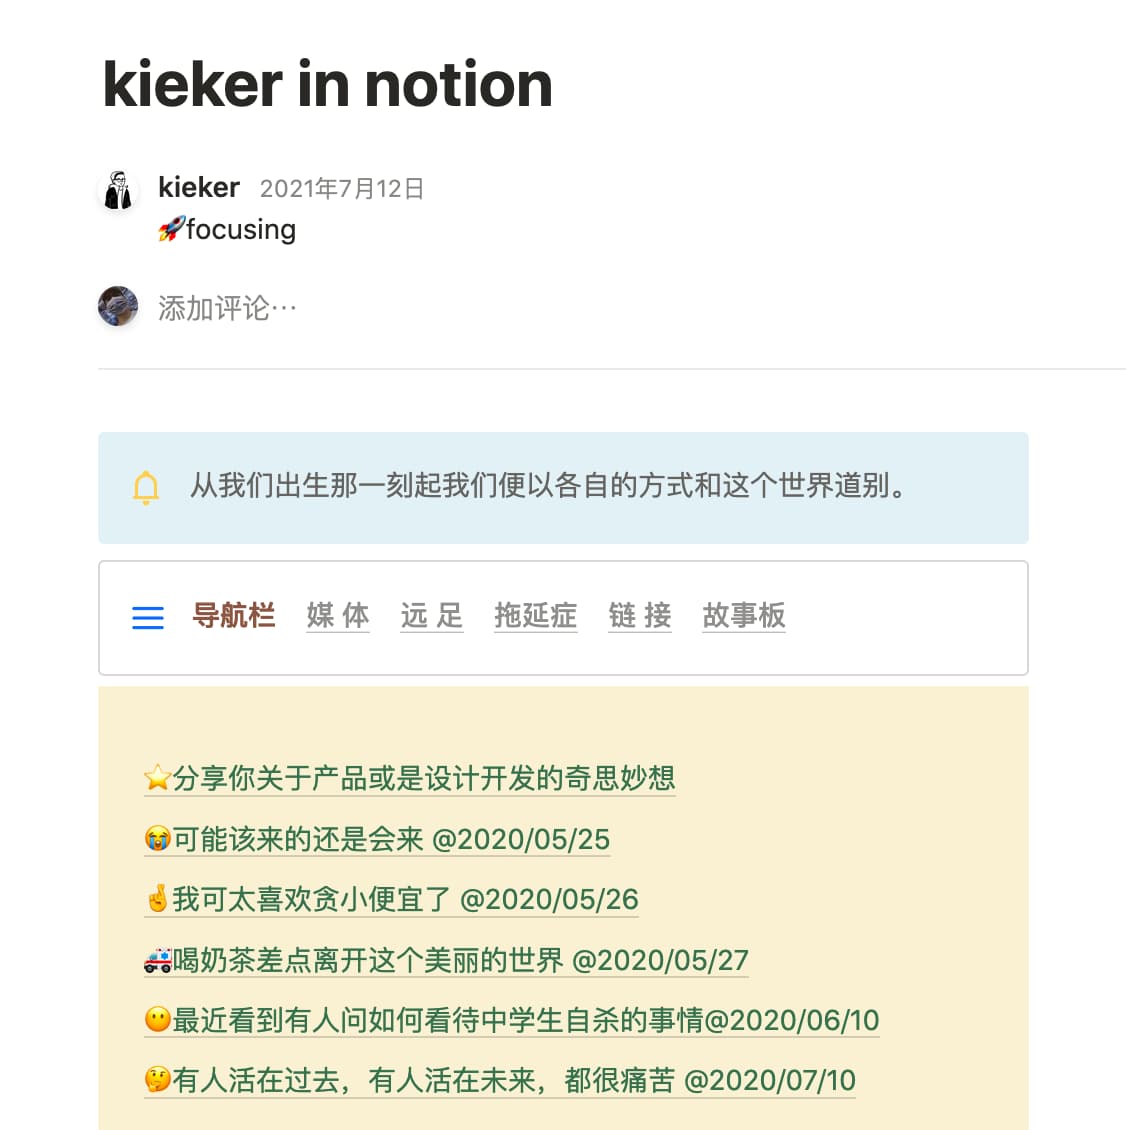 kieker in notion
kieker 2021年7月12日
🚀focusing
添加评论…
从我们出生那一刻起我们便以各自的方式和这个世界道别。
导航栏 媒 体 远 足 拖延症 链 接 故事板
⭐分享你关于产品或是设计开发的奇思妙想
😭可能该来的还是会来 @2020/05/25
🤞我可太喜欢贪小便宜了 @2020/05/26
🚑喝奶茶差点离开这个美丽的世界 @2020/05/27
😶最近看到有人问如何看待中学生自杀的事情@2020/06/10
🤔有人活在过去，有人活在未来，都很痛苦 @2020/07/10